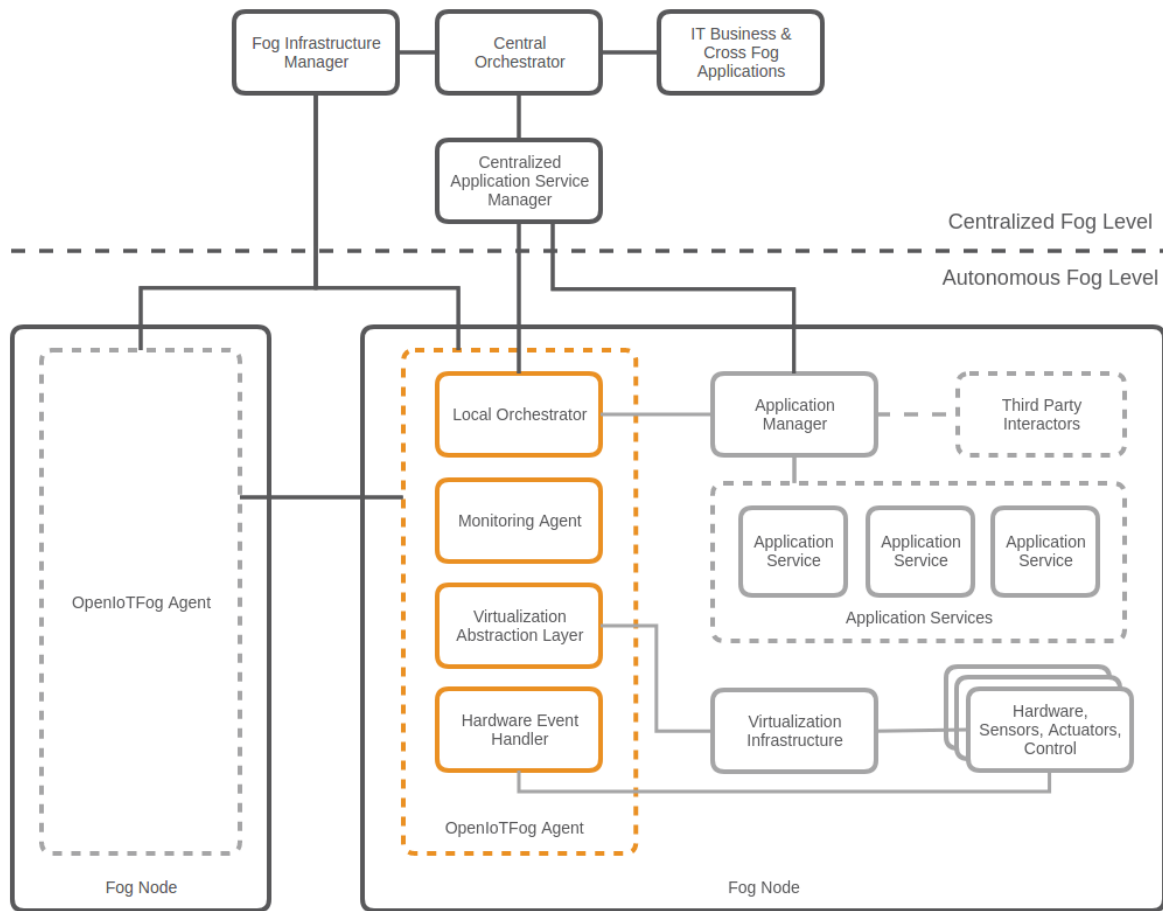 Fog Infrastructure
Manager
Central
Orchestrator
IT Business &
Cross Fog
Applications
Centralized
Application Service
Manager
Centralized Fog Level
Autonomous Fog Level
OpenIoTFog Agent
Fog Node
Local Orchestrator
Monitoring Agent
Virtualization
Abstraction Layer
Hardware Event
Handler
OpenIoTFog Agent
Application
Manager
Third Party
Interactors
Application
Service
Application
Service
Application
Service
Application Services
Virtualization
Infrastructure
Hardware,
Sensors, Actuators,
Control
Fog Node